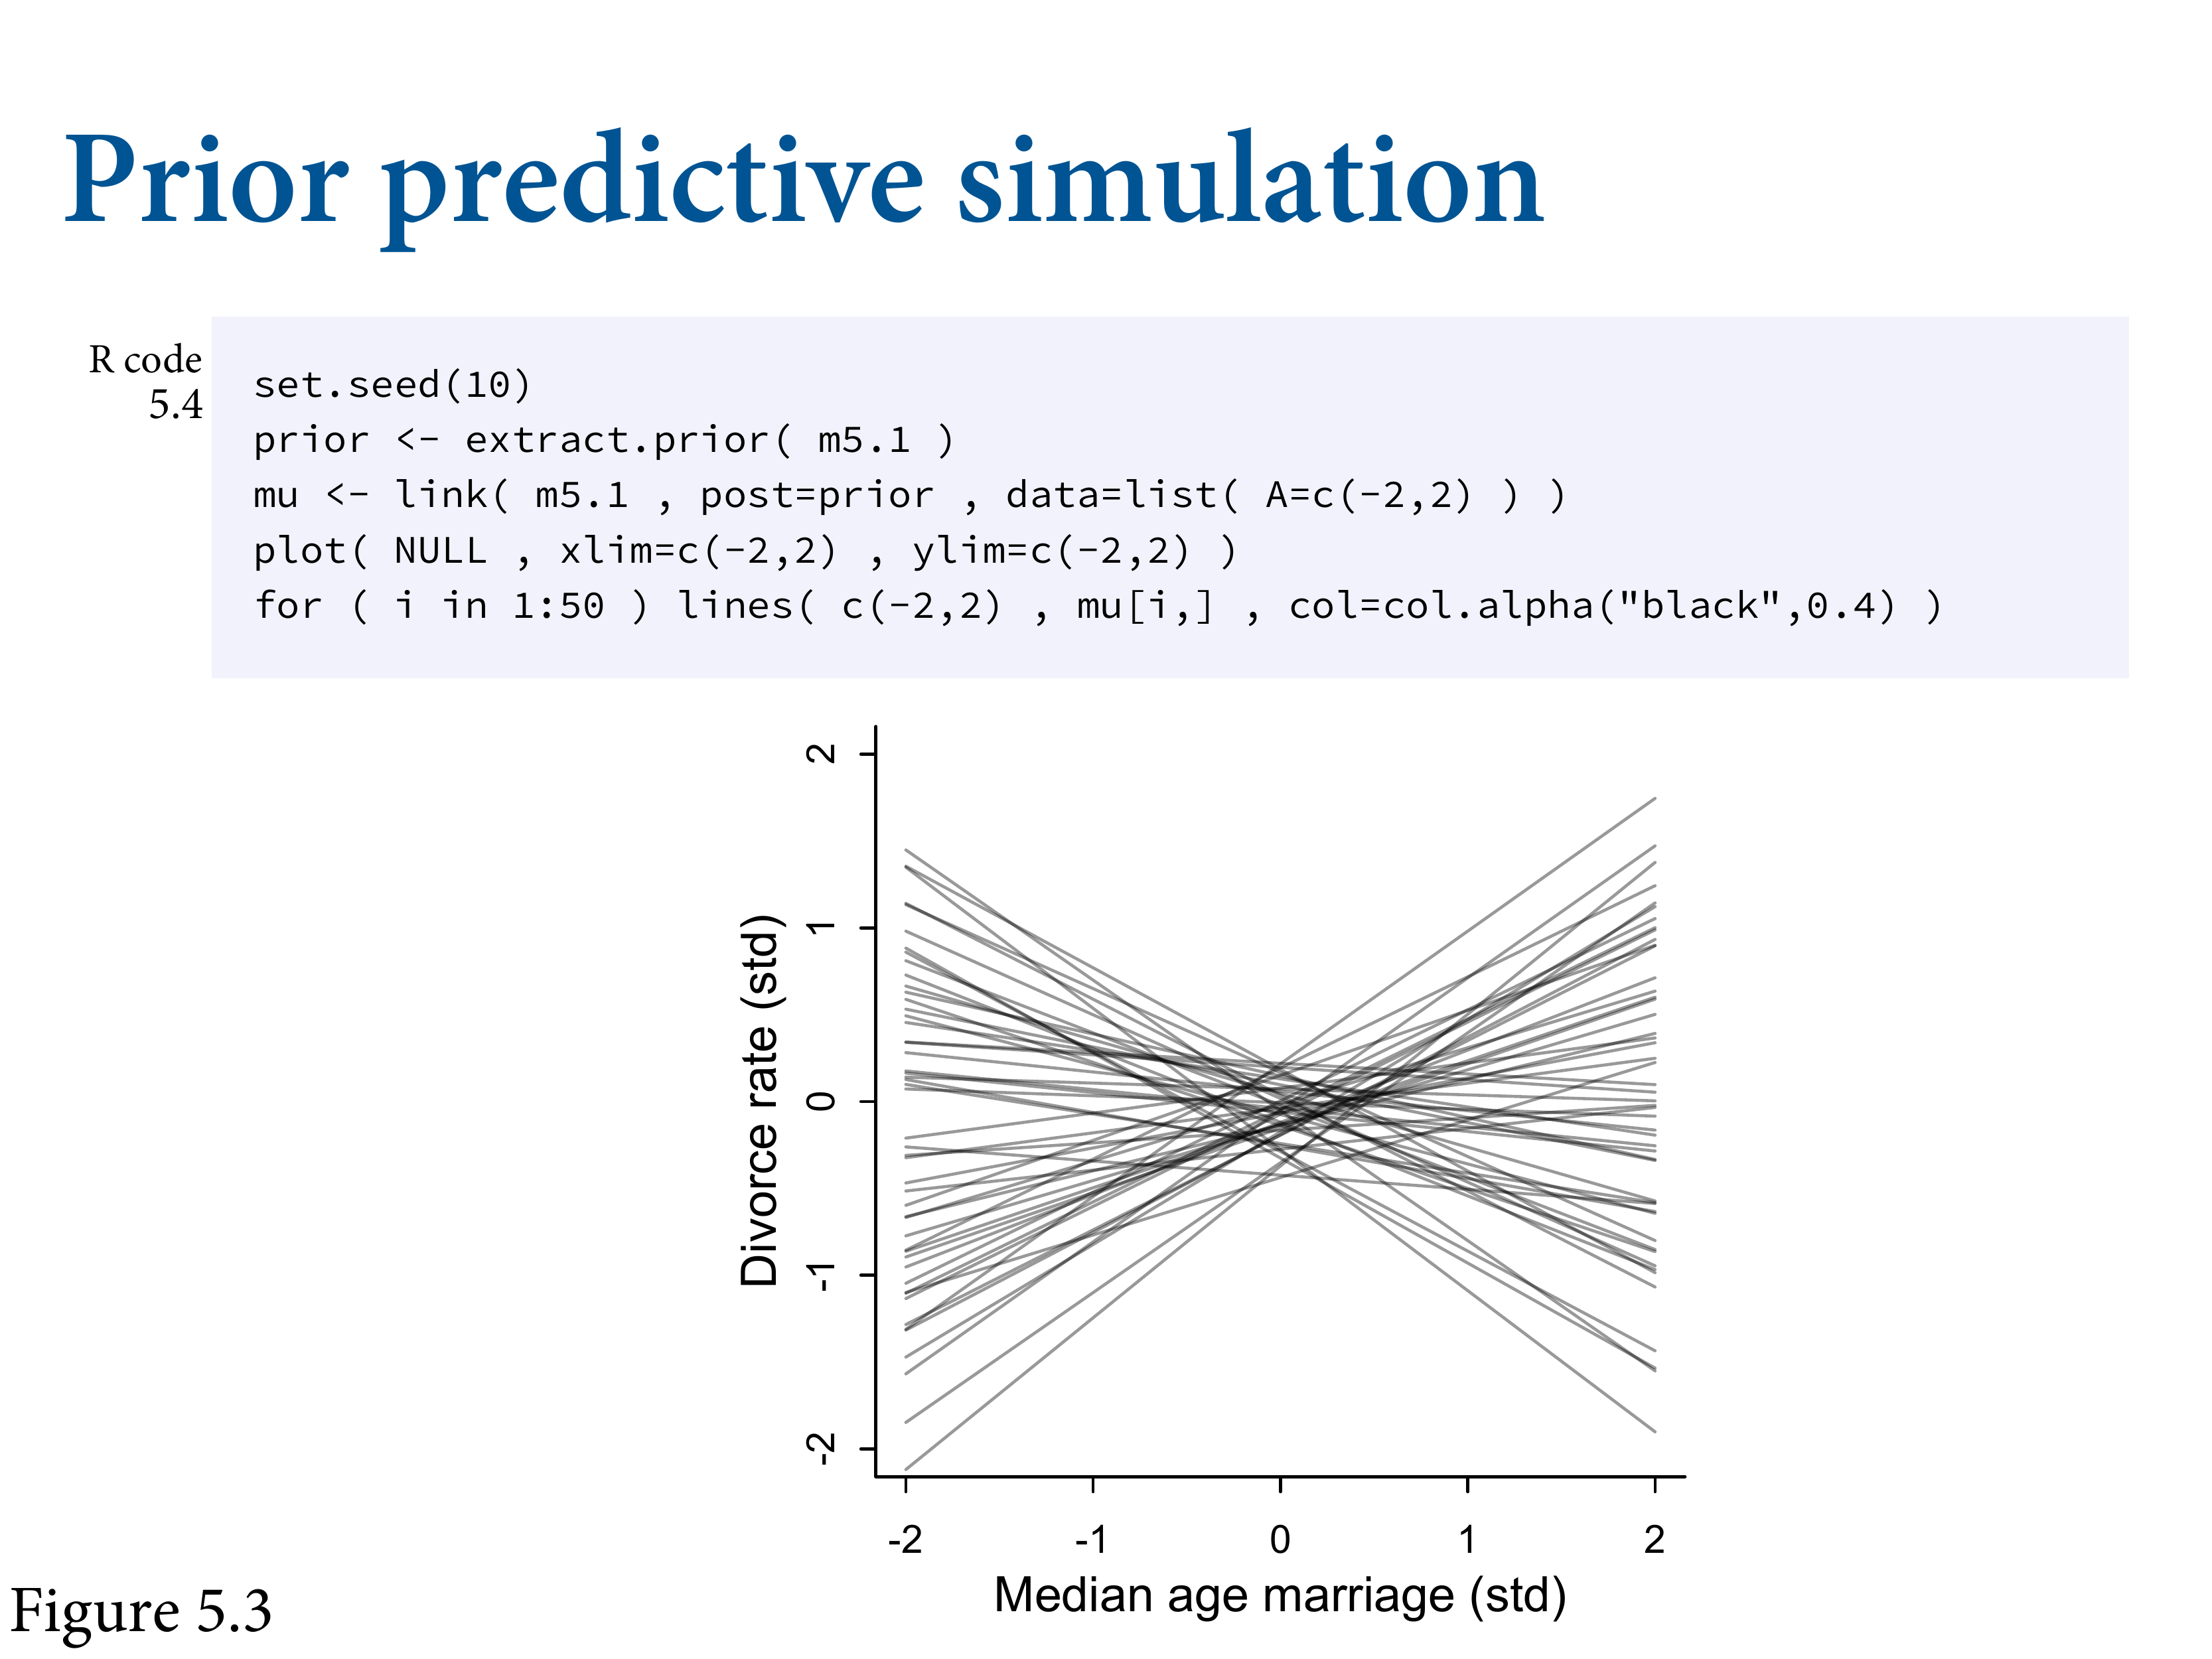 Prior predictive simulation
R code
5.4
set.seed(10)
prior <- extract.prior( m5.1 )
mu <- link( m5.1 , post=prior , data=list( A=c(-2,2) ) )
plot( NULL , xlim=c(-2,2) , ylim=c(-2,2) )
for ( i in 1:50 ) lines( c(-2,2) , mu[i,] , col=col.alpha("black",0.4) )
2
1
0
-1
-2
Divorce rate (std)
-2 -1 0 1 2
Median age marriage (std)
Figure 5.3